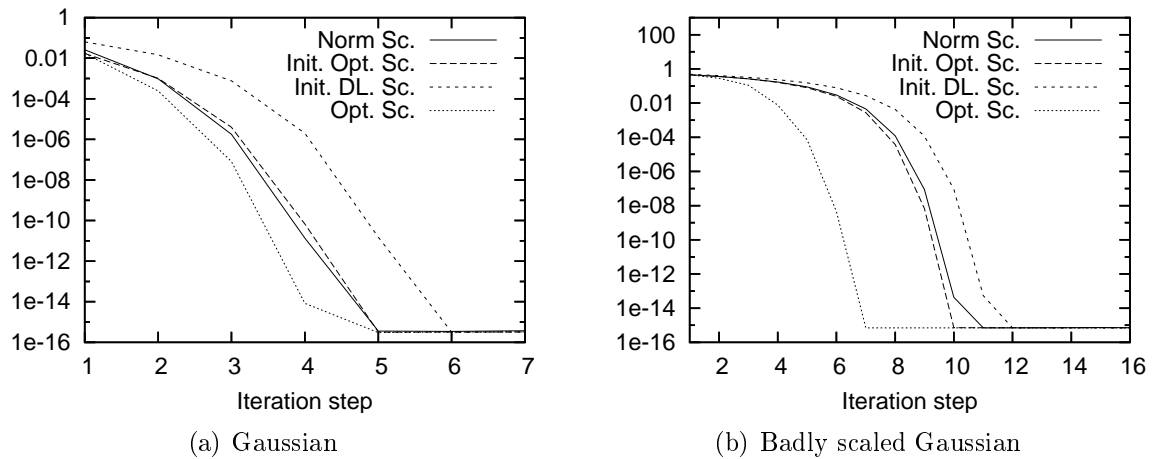 1
0.01
1e-04
1e-06
1e-08
1e-10
1e-12
1e-14
1e-16
Norm Sc.
Init. Opt. Sc.
Init. DL. Sc.
Opt. Sc.
1 2 3 4 5 6 7
Iteration step
(a) Gaussian
100
1
0.01
1e-04
1e-06
1e-08
1e-10
1e-12
1e-14
1e-16
Norm Sc.
Init. Opt. Sc.
Init. DL. Sc.
Opt. Sc.
2 4 6 8 10 12 14 16
Iteration step
(b) Badly scaled Gaussian